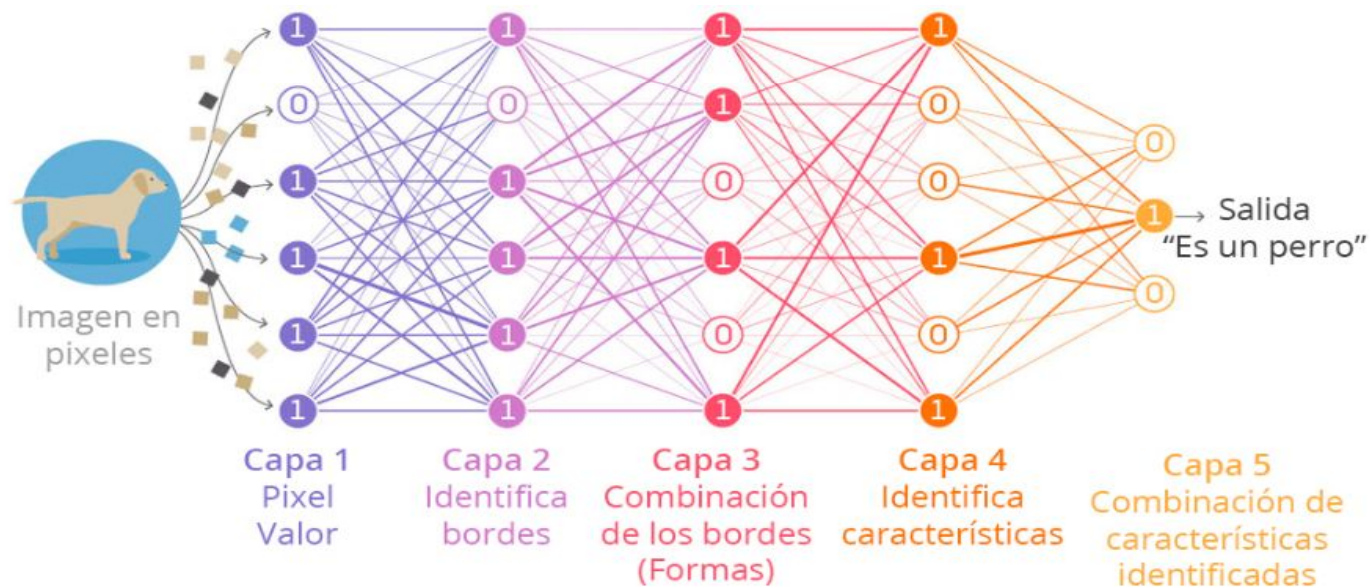 1 1 1 1
0 0 1 0
0
1 1 0 0
1 Salida
“Es un perro”
1 1 1 1
0
1 1 0 0
1 1 1 1
Imagen en
pixeles
Capa 1
Pixel
Valor
Capa 2
Identifica
bordes
Capa 3
Combinación
de los bordes
(Formas)
Capa 4
Identifica
características
Capa 5
Combinación de
características
identificadas